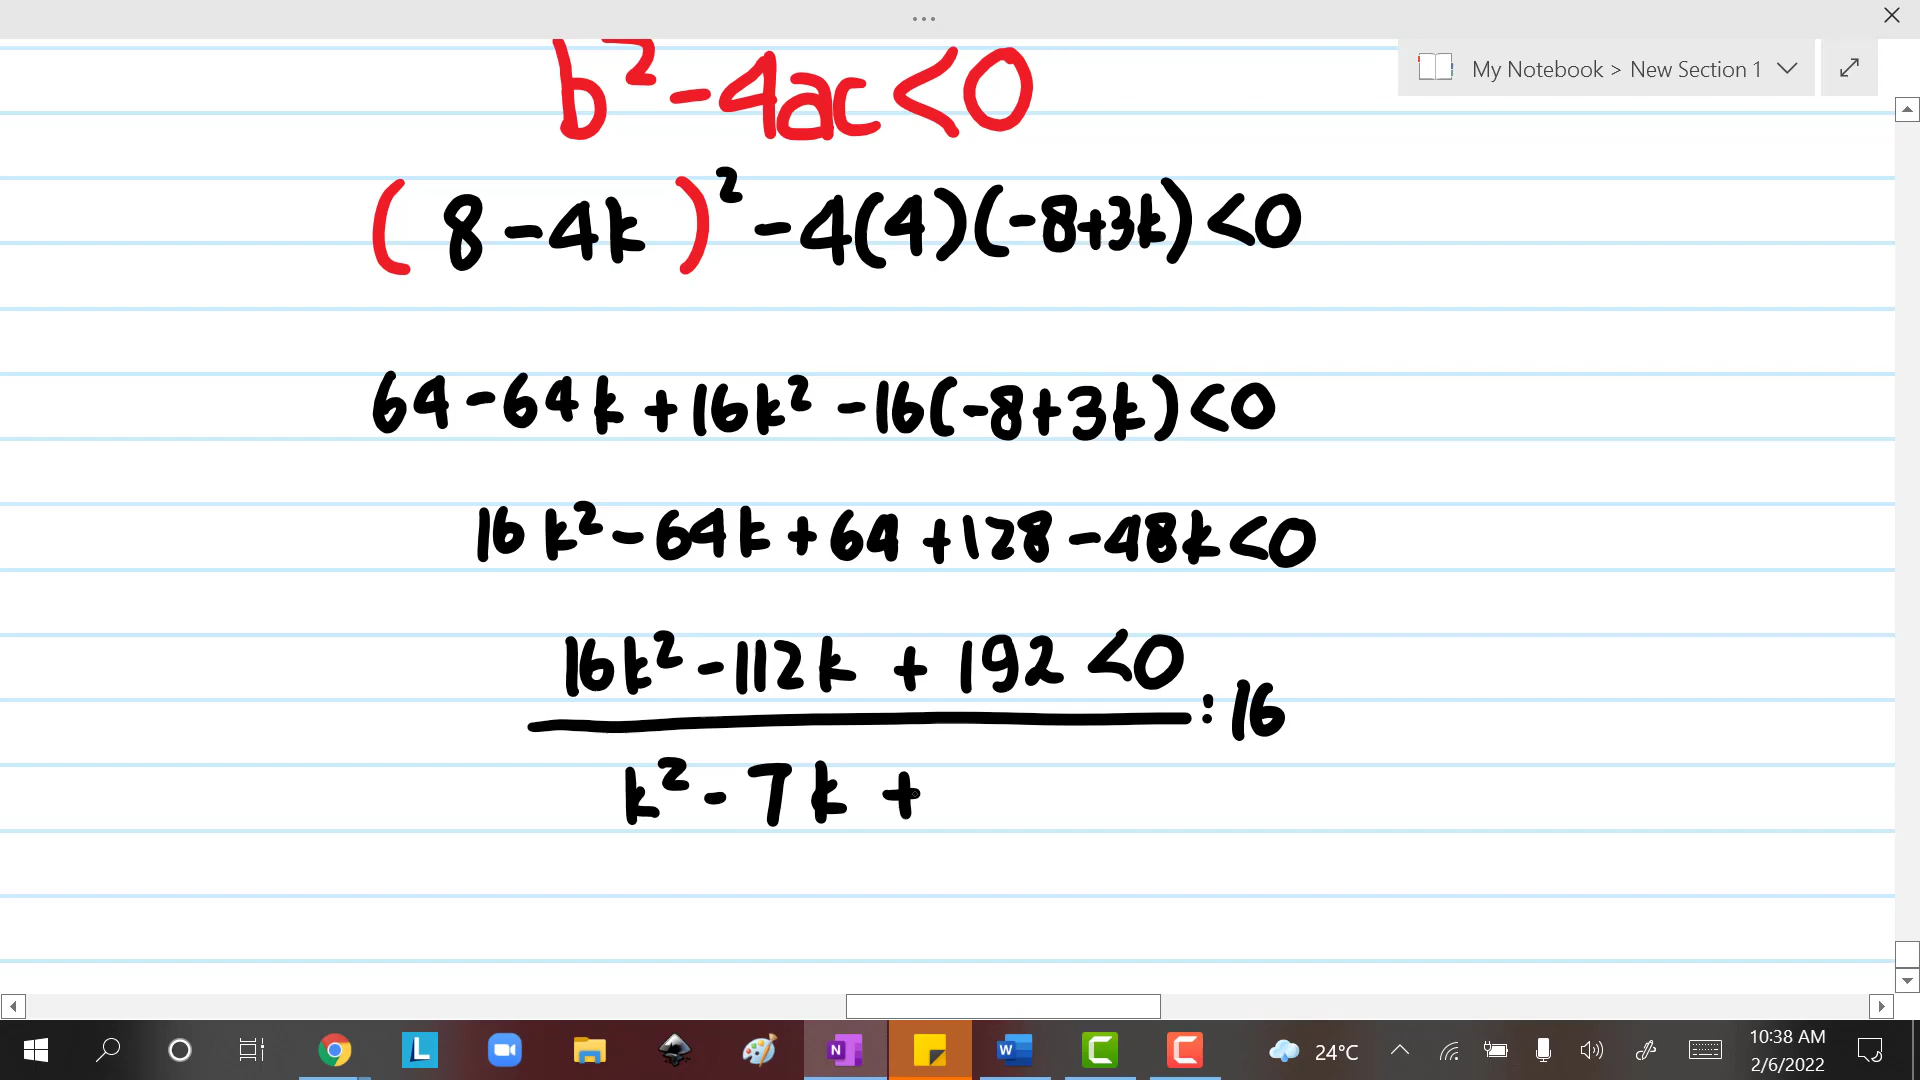 My Notebook > New Section 1
b² - 4ac < 0
( 8 - 4k )² - 4(4)(-8+3k) < 0
64 - 64k + 16k² - 16(-8+3k) < 0
16k² - 64k + 64 + 128 - 48k < 0
16k² - 112k + 192 < 0
: 16
k² - 7k +
24°C
10:38 AM
2/6/2022